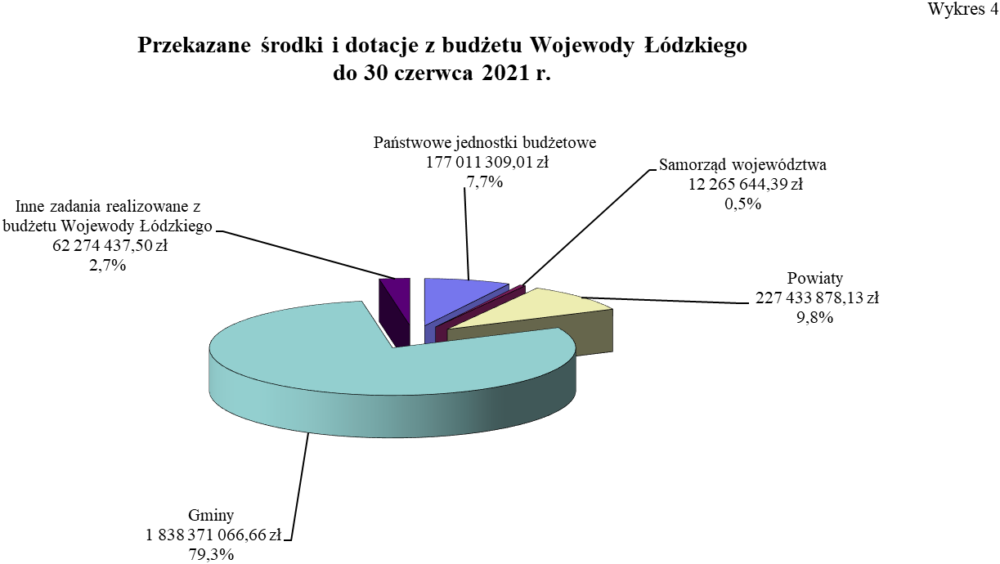 Wykres 4
Przekazane środki i dotacje z budżetu Wojewody Łódzkiego
do 30 czerwca 2021 r.
Państwowe jednostki budżetowe
177 011 309,01 zł
7,7%
Samorząd województwa
12 265 644,39 zł
0,5%
Inne zadania realizowane z
budżetu Wojewody Łódzkiego
62 274 437,50 zł
2,7%
Powiaty
227 433 878,13 zł
9,8%
Gminy
1 838 371 066,66 zł
79,3%